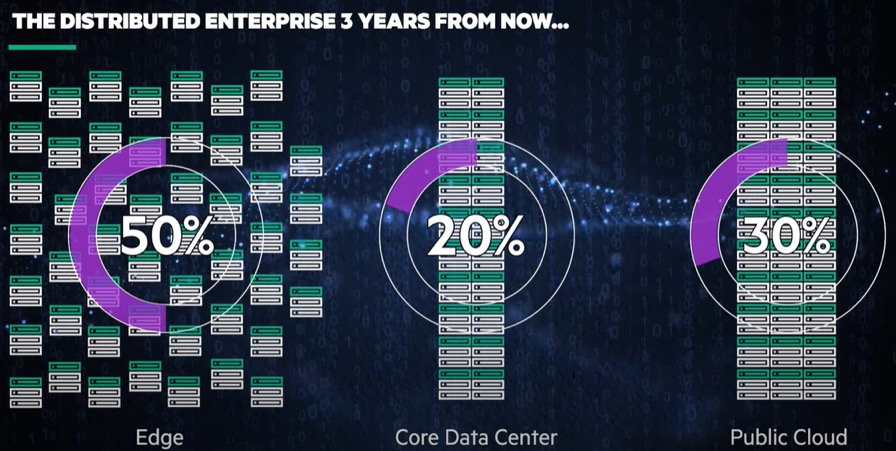 THE DISTRIBUTED ENTERPRISE 3 YEARS FROM NOW...
50%
20%
30%
Edge
Core Data Center
Public Cloud